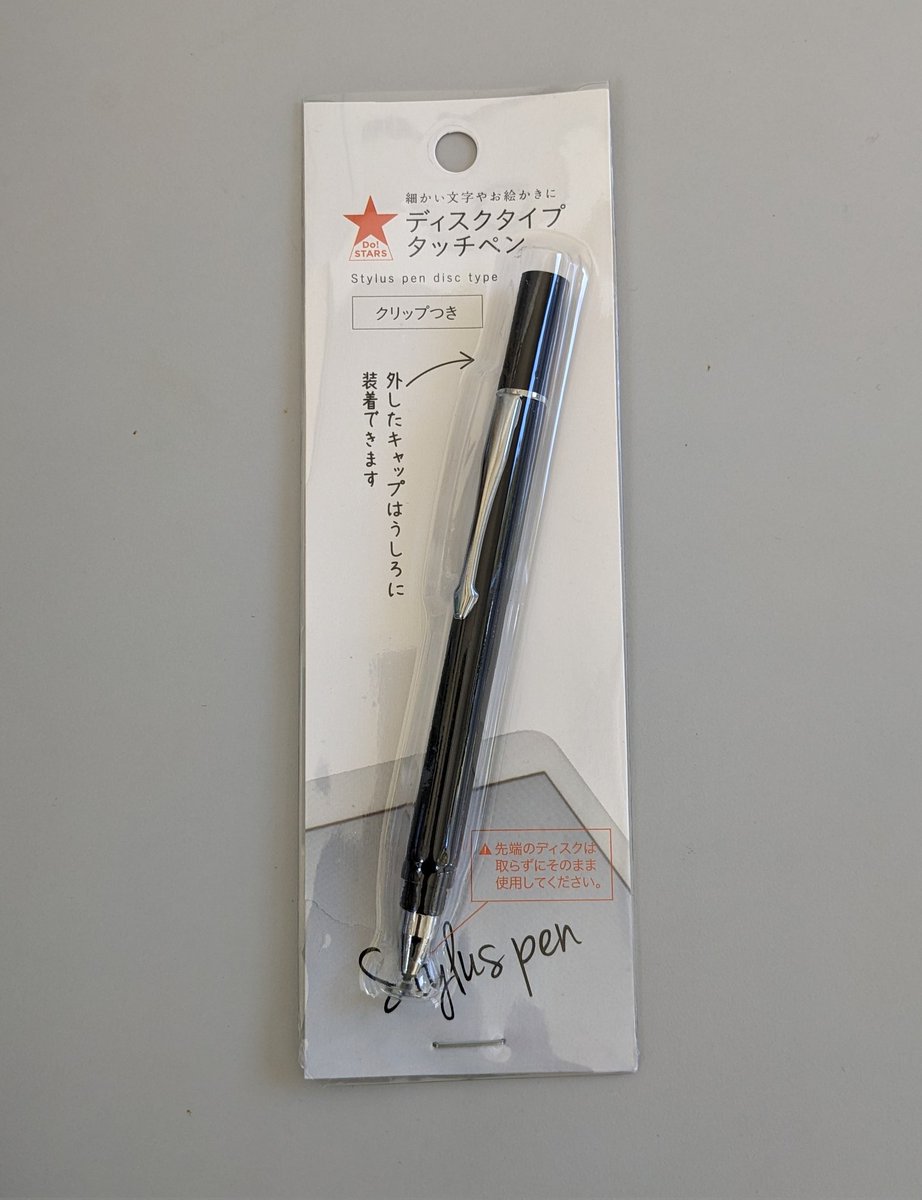 細かい文字やお絵かきに
ディスクタイプ
タッチペン
Do!
STARS
Stylus pen disc type
クリップつき
外したキャップはうしろに
装着できます
先端のディスクは
取らずにそのまま
使用してください。
Stylus pen